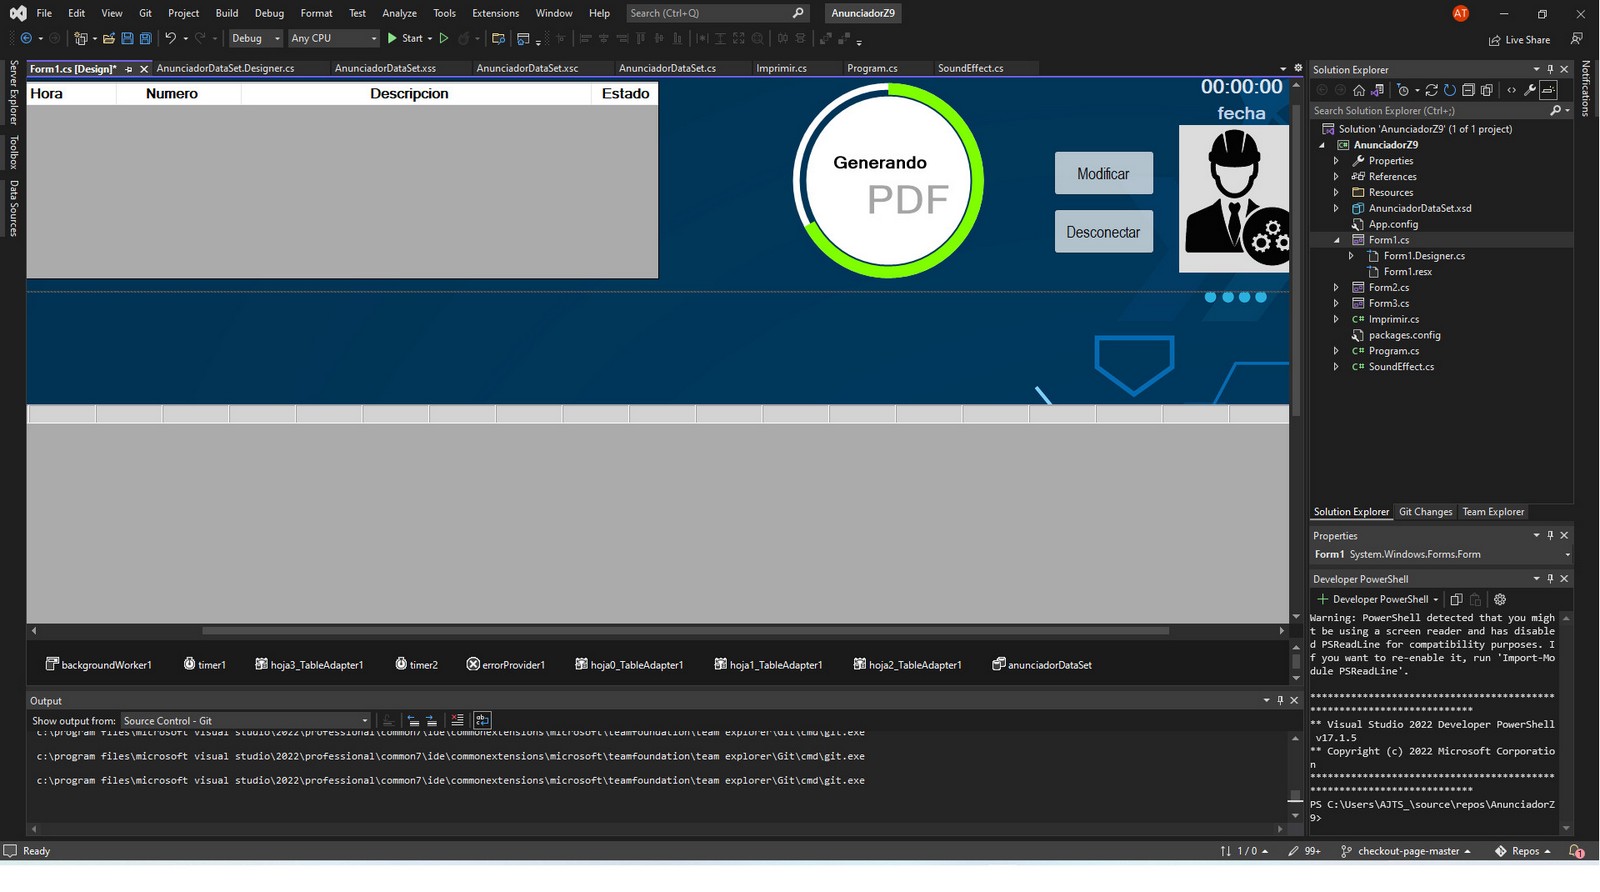 File Edit View Git Project Build Debug Format Test Analyze Tools Extensions Window Help Search (Ctrl+Q) AnunciadorZ9 AT
Debug Any CPU Start Live Share
Form1.cs [Design]* AnunciadorDataSet.Designer.cs AnunciadorDataSet.xss AnunciadorDataSet.xsc AnunciadorDataSet.cs Imprimir.cs Program.cs SoundEffect.cs
Server Explorer
Toolbox
Data Sources
Hora Numero Descripcion Estado
Generando
PDF
Modificar
Desconectar
00:00:00
fecha
Solution Explorer
Search Solution Explorer (Ctrl+;)
Solution 'AnunciadorZ9' (1 of 1 project)
AnunciadorZ9
Properties
References
Resources
AnunciadorDataSet.xsd
App.config
Form1.cs
Form1.Designer.cs
Form1.resx
Form2.cs
Form3.cs
Imprimir.cs
packages.config
Program.cs
SoundEffect.cs
Notifications
Solution Explorer Git Changes Team Explorer
Properties
Form1 System.Windows.Forms.Form
Developer PowerShell
Developer PowerShell
Warning: PowerShell detected that you migh
t be using a screen reader and has disable
d PSReadLine for compatibility purposes. I
f you want to re-enable it, run 'Import-Mo
dule PSReadLine'.
******************************************
****************************
** Visual Studio 2022 Developer PowerShell
v17.1.5
** Copyright (c) 2022 Microsoft Corporatio
n
******************************************
****************************
PS C:\Users\AJTS_\source\repos\AnunciadorZ
9>
backgroundWorker1 timer1 hoja3_TableAdapter1 timer2 errorProvider1 hoja0_TableAdapter1 hoja1_TableAdapter1 hoja2_TableAdapter1 anunciadorDataSet
Output
Show output from: Source Control - Git
c:\program files\microsoft visual studio\2022\professional\common7\ide\commonextensions\microsoft\teamfoundation\team explorer\Git\cmd\git.exe
c:\program files\microsoft visual studio\2022\professional\common7\ide\commonextensions\microsoft\teamfoundation\team explorer\Git\cmd\git.exe
c:\program files\microsoft visual studio\2022\professional\common7\ide\commonextensions\microsoft\teamfoundation\team explorer\Git\cmd\git.exe
Ready 1 / 0 99+ checkout-page-master Repos 1